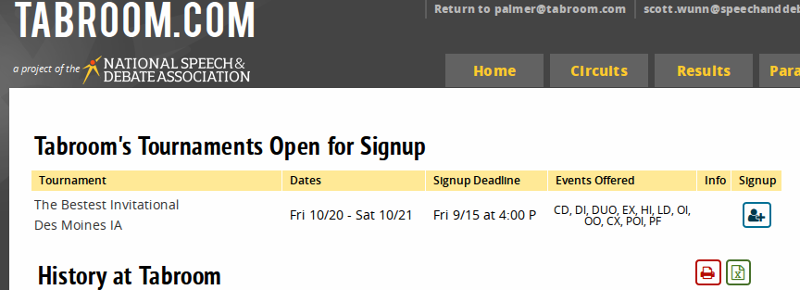 TABROOM.COM
Return to palmer@tabroom.com
scott.wunn@speechanddeb
a project of the NATIONAL SPEECH &
DEBATE ASSOCIATION
Home Circuits Results Para
Tabroom's Tournaments Open for Signup
Tournament Dates Signup Deadline Events Offered Info Signup
The Bestest Invitational
Des Moines IA
Fri 10/20 - Sat 10/21 Fri 9/15 at 4:00 P
CD, DI, DUO, EX, HI, LD, OI,
OO, CX, POI, PF
History at Tabroom